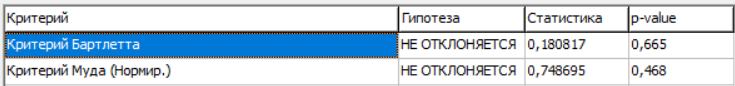 Критерий Гипотеза Статистика p-value
Критерий Бартлетта НЕ ОТКЛОНЯЕТСЯ 0,180817 0,665
Критерий Муда (Нормир.) НЕ ОТКЛОНЯЕТСЯ 0,748695 0,468